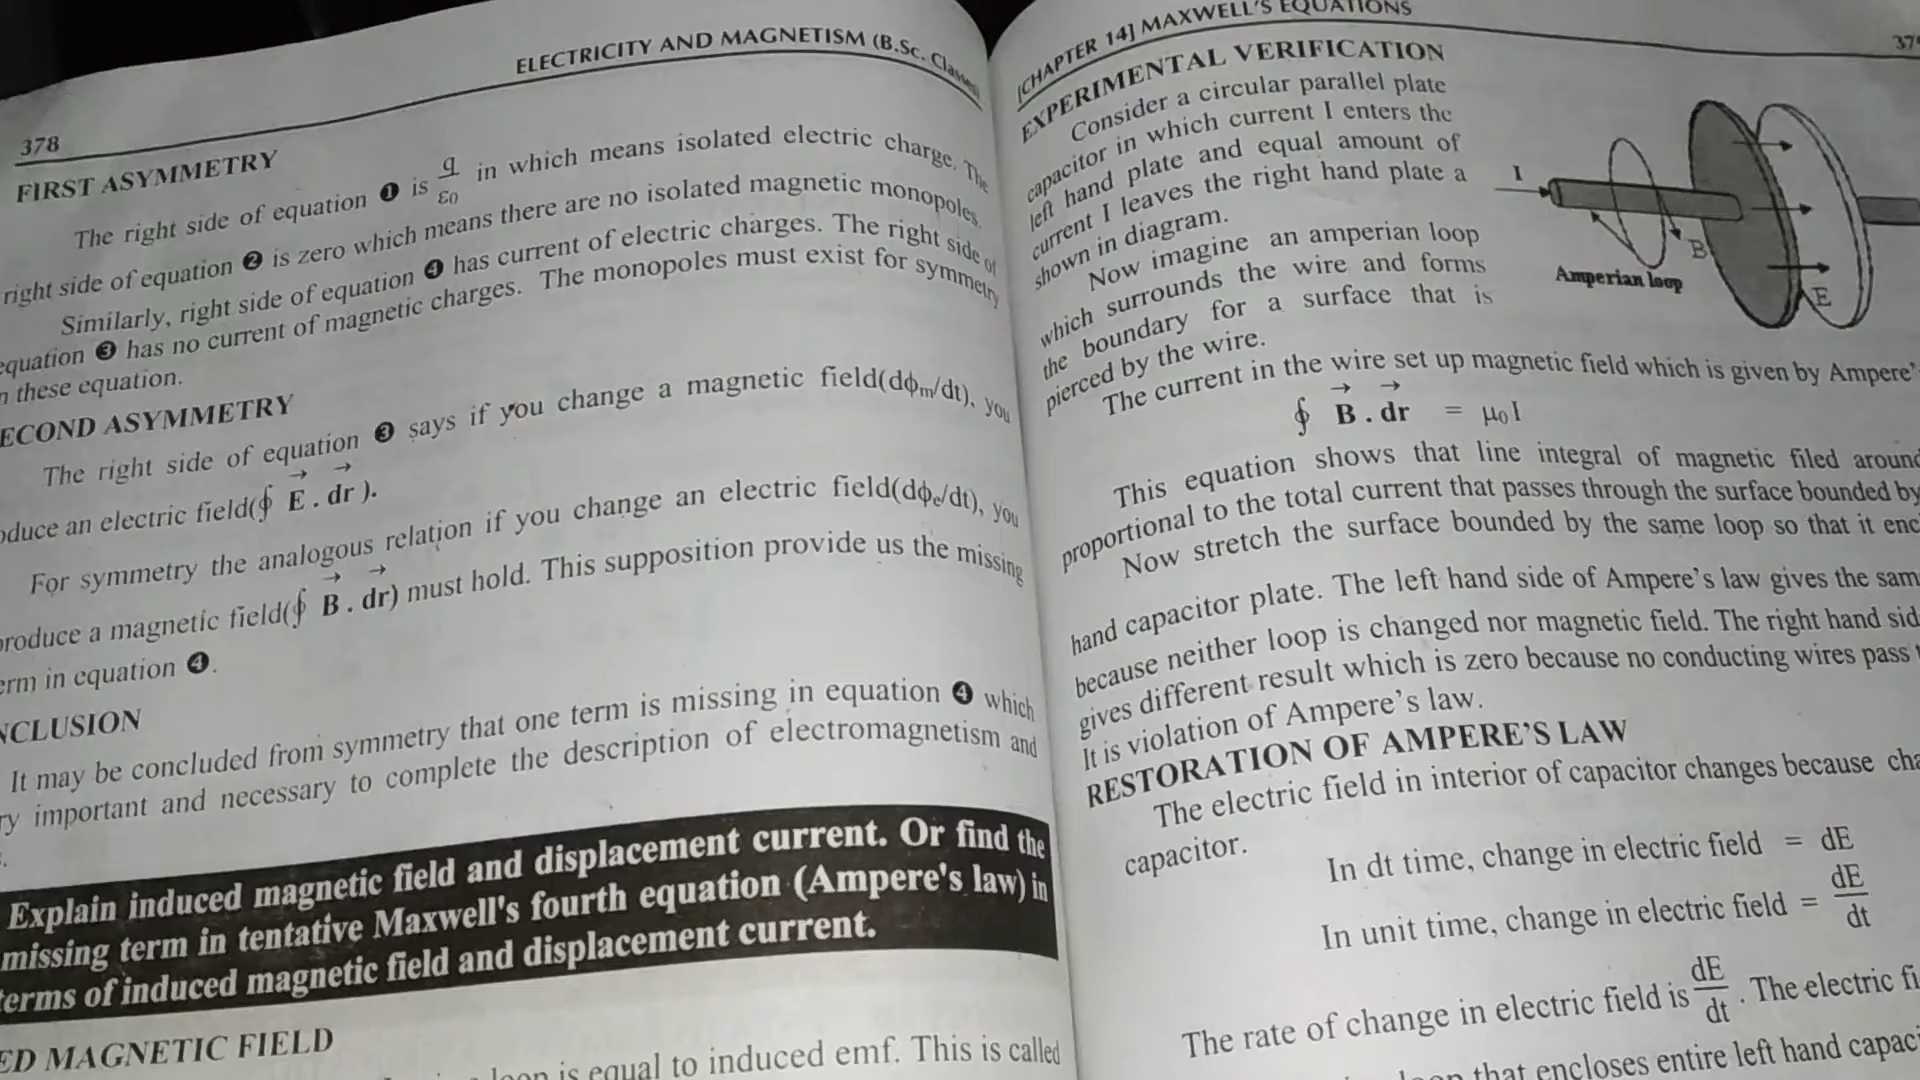 378
ELECTRICITY AND MAGNETISM (B.Sc. Classes)
FIRST ASYMMETRY
The right side of equation ❶ is q/ε0 in which means isolated electric charge. The
right side of equation ❷ is zero which means there are no isolated magnetic monopoles.
Similarly, right side of equation ❹ has current of electric charges. The right side of
equation ❸ has no current of magnetic charges. The monopoles must exist for symmetry
these equation.
ECOND ASYMMETRY
The right side of equation ❸ says if you change a magnetic field(dϕm/dt), you
oduce an electric field(∮ E→ . dr→ ).
For symmetry the analogous relation if you change an electric field(dϕe/dt), you
produce a magnetic field(∮ B→ . dr→) must hold. This supposition provide us the missing
erm in equation ❹.
NCLUSION
It may be concluded from symmetry that one term is missing in equation ❹ which
ry important and necessary to complete the description of electromagnetism and
Explain induced magnetic field and displacement current. Or find the
missing term in tentative Maxwell's fourth equation (Ampere's law) in
terms of induced magnetic field and displacement current.
ED MAGNETIC FIELD
loop is equal to induced emf. This is called
[CHAPTER 14] MAXWELL'S EQUATIONS
37
EXPERIMENTAL VERIFICATION
Consider a circular parallel plate
capacitor in which current I enters the
left hand plate and equal amount of
current I leaves the right hand plate a
shown in diagram.
Now imagine an amperian loop
which surrounds the wire and forms
the boundary for a surface that is
pierced by the wire.
I
B
Amperian loop
E
The current in the wire set up magnetic field which is given by Ampere'
∮ B→ . dr→ = μ0I
This equation shows that line integral of magnetic filed around
proportional to the total current that passes through the surface bounded by
Now stretch the surface bounded by the same loop so that it enc
hand capacitor plate. The left hand side of Ampere's law gives the sam
because neither loop is changed nor magnetic field. The right hand sid
gives different result which is zero because no conducting wires pass
It is violation of Ampere's law.
RESTORATION OF AMPERE'S LAW
The electric field in interior of capacitor changes because cha
capacitor.
In dt time, change in electric field = dE
In unit time, change in electric field = dE/dt
The rate of change in electric field is dE/dt . The electric fi
loop that encloses entire left hand capac